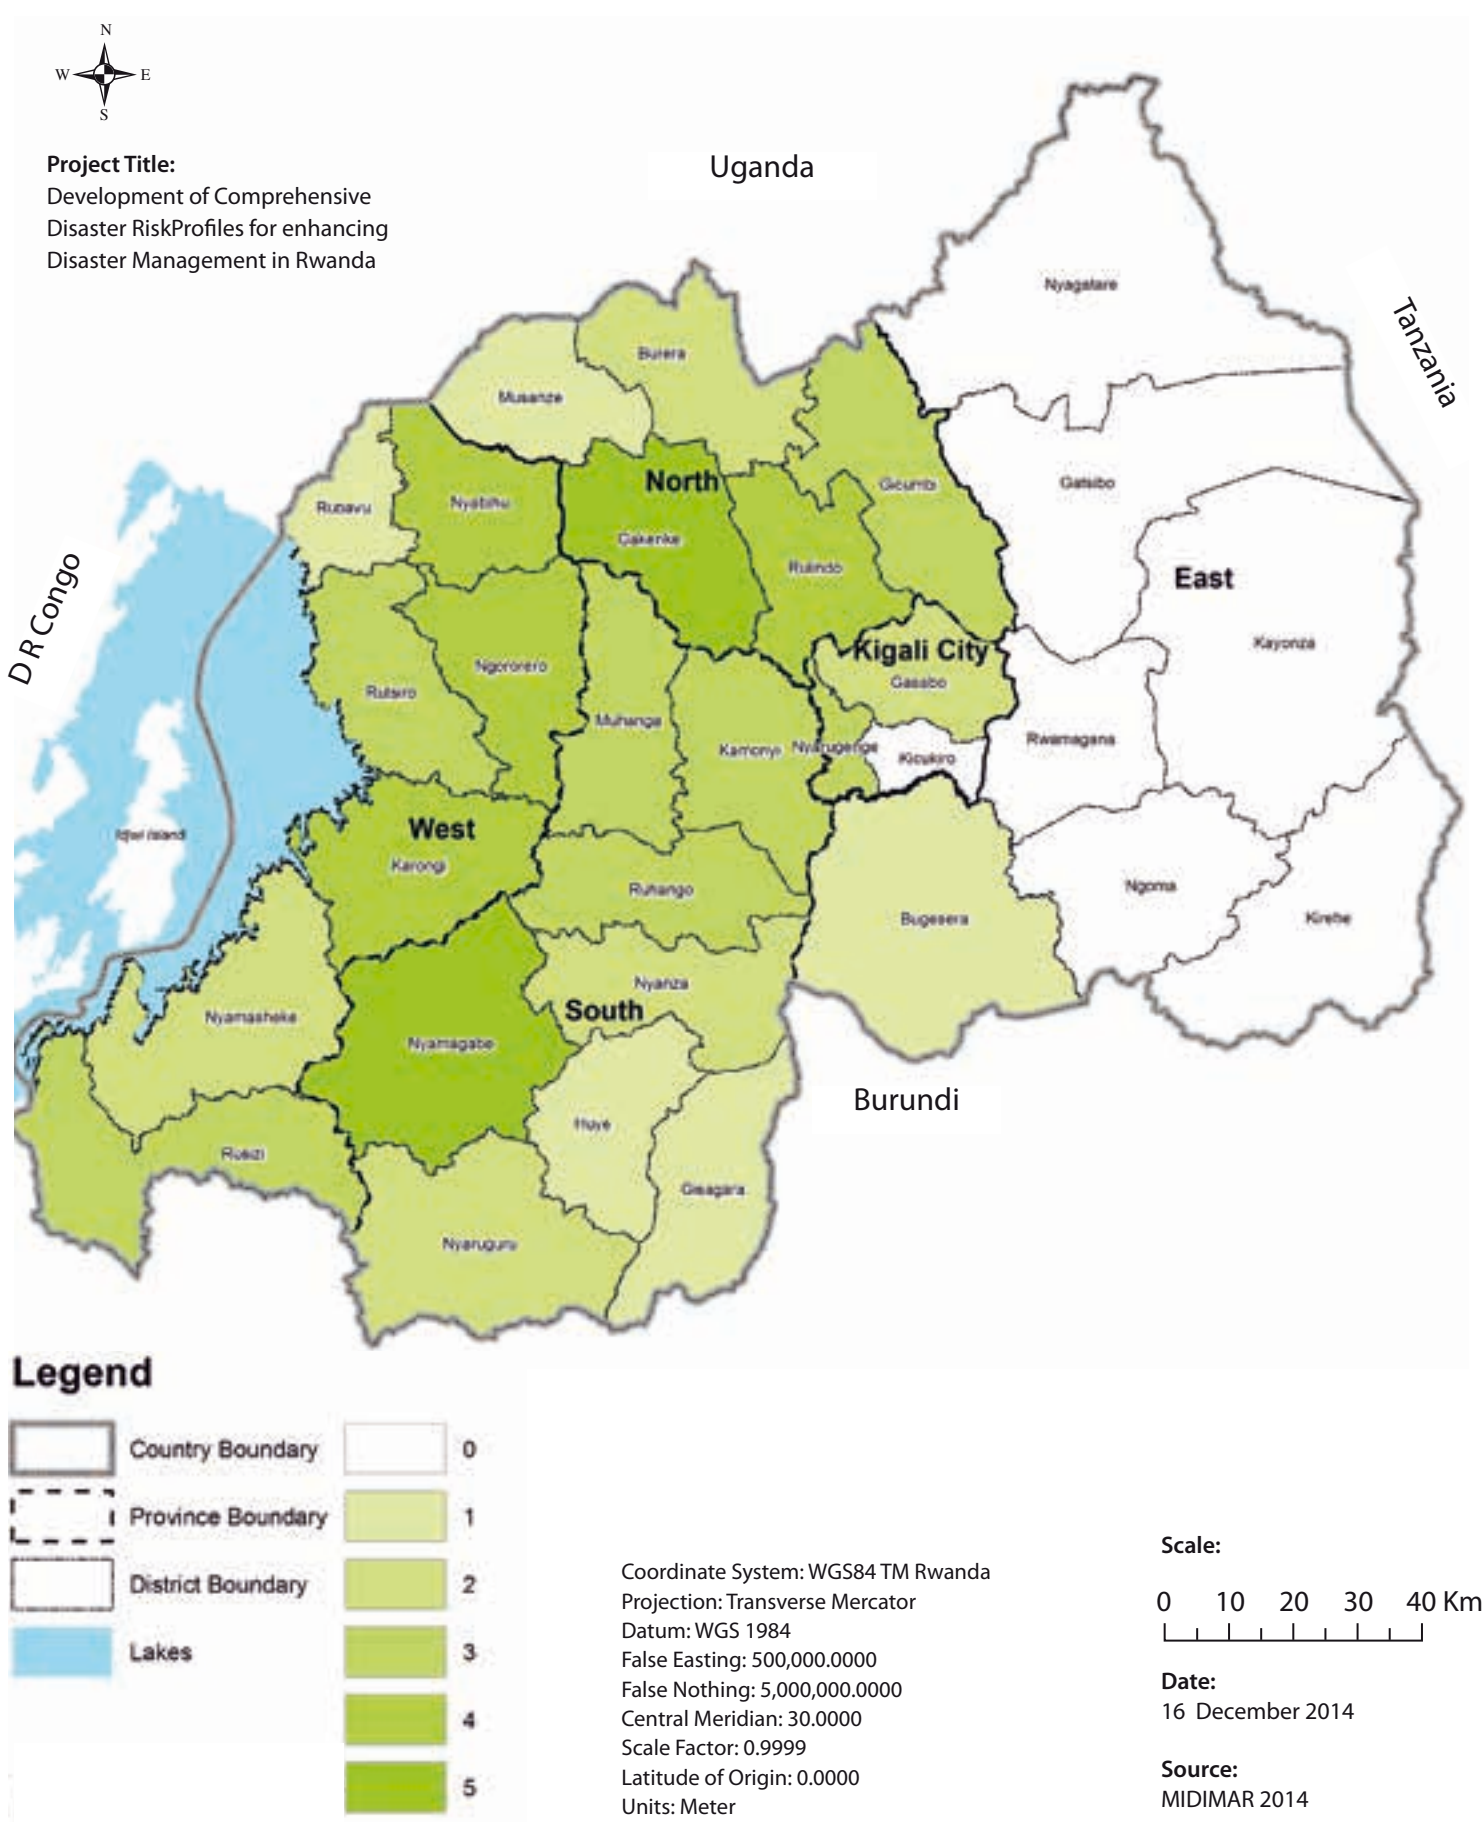 N
W E
S
Project Title:
Development of Comprehensive
Disaster RiskProfiles for enhancing
Disaster Management in Rwanda
Uganda
Tanzania
D R Congo
Burundi
Nyagatare
Burera
Musanze
Rubavu
Nyabihu
North
Gakenke
Gicumbi
Gatsibo
Rulindo
East
Kayonza
Kigali City
Gasabo
Ngororero
Rutsiro
Muhanga
Kamonyi
Nyarugenge
Kicukiro
Rwamagana
Idjwi Island
West
Karongi
Ruhango
Bugesera
Ngoma
Kirehe
Nyanza
South
Nyamasheke
Nyamagabe
Huye
Rusizi
Gisagara
Nyaruguru
Legend
Country Boundary
Province Boundary
District Boundary
Lakes
0
1
2
3
4
5
Coordinate System: WGS84 TM Rwanda
Projection: Transverse Mercator
Datum: WGS 1984
False Easting: 500,000.0000
False Nothing: 5,000,000.0000
Central Meridian: 30.0000
Scale Factor: 0.9999
Latitude of Origin: 0.0000
Units: Meter
Scale:
0 10 20 30 40 Km
Date:
16 December 2014
Source:
MIDIMAR 2014